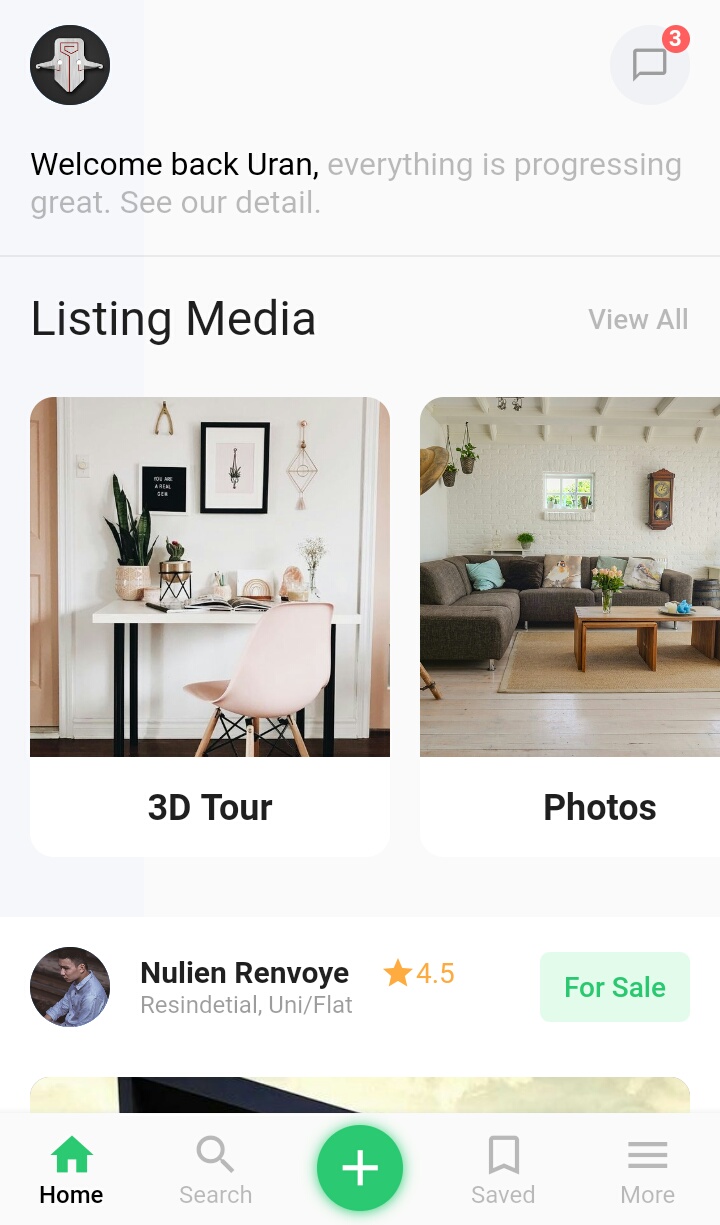 3
Welcome back Uran, everything is progressing
great. See our detail.
Listing Media
View All
YOU ARE
A REAL
GEM
3D Tour
Photos
Nulien Renvoye
4.5
Resindetial, Uni/Flat
For Sale
Home
Search
Saved
More